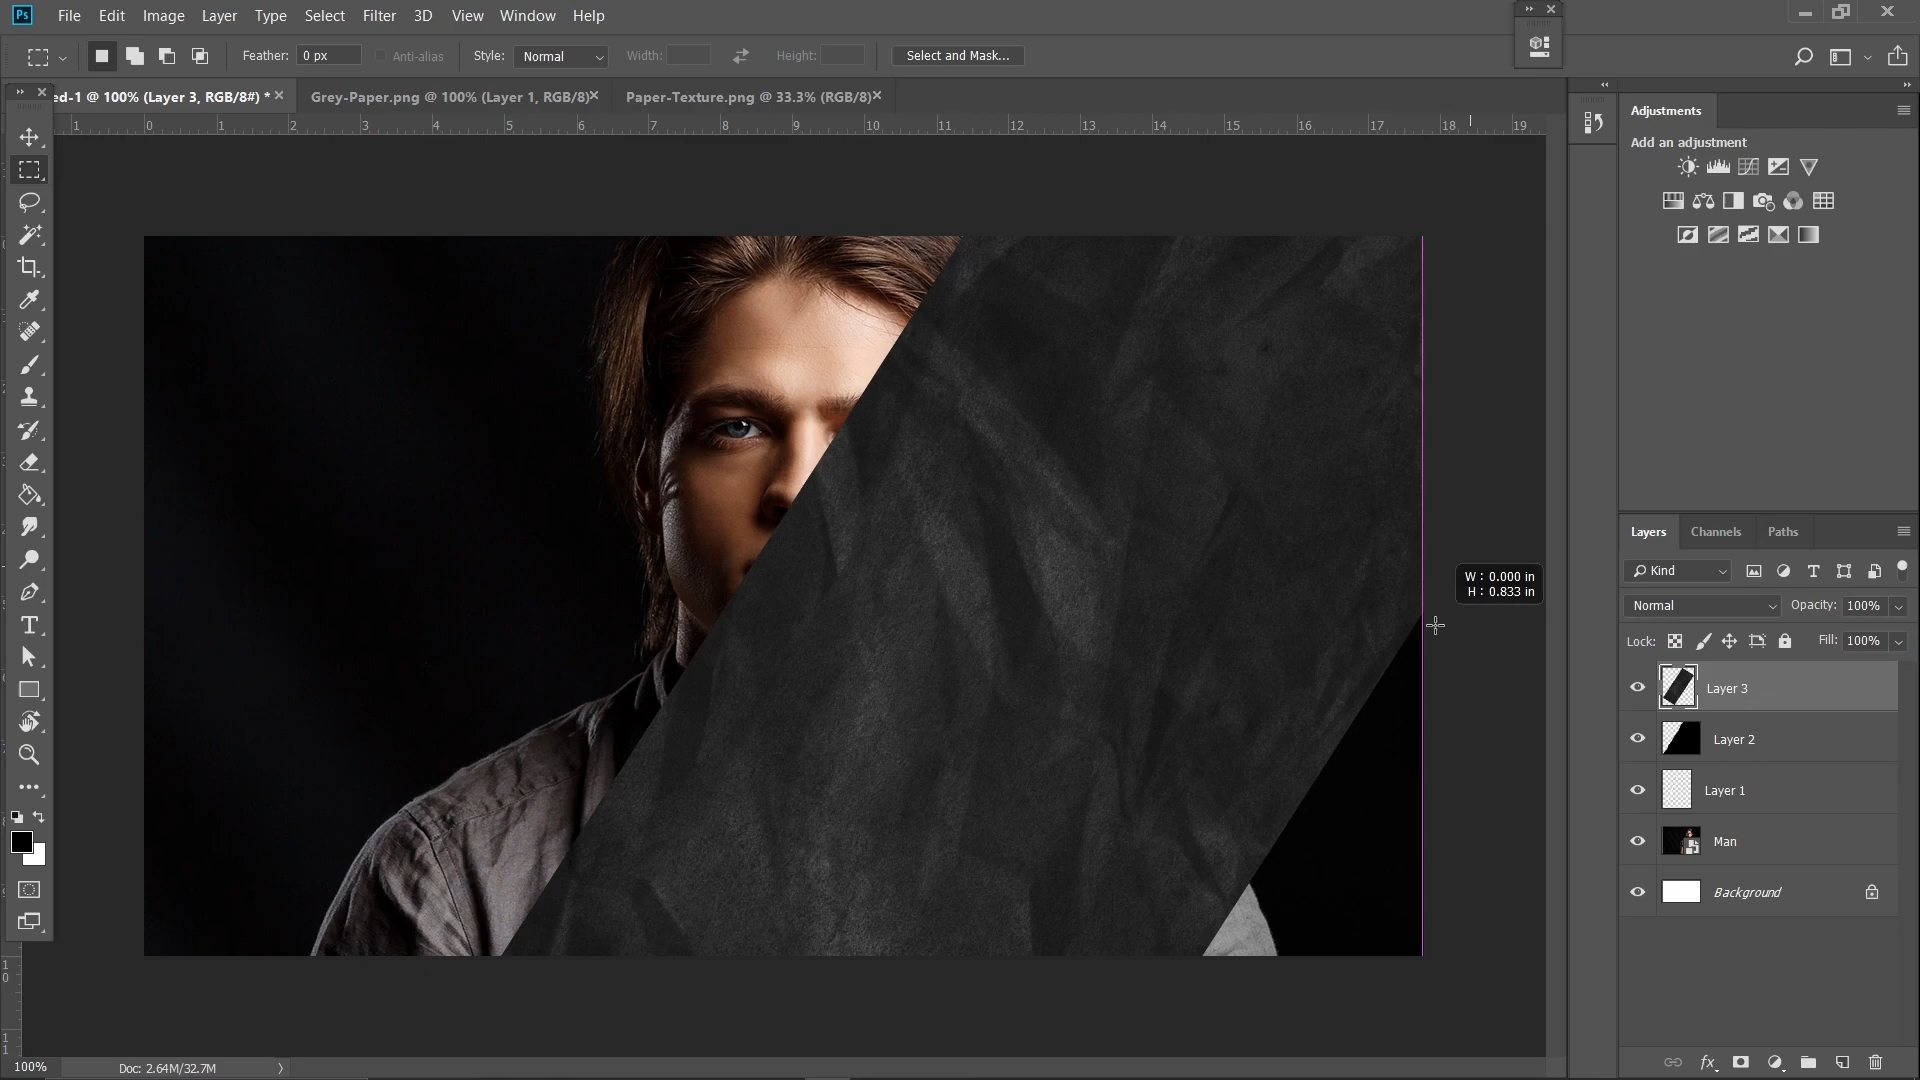 Ps File Edit Image Layer Type Select Filter 3D View Window Help
Feather: 0 px Anti-alias Style: Normal Width: Height: Select and Mask...
ed-1 @ 100% (Layer 3, RGB/8#) * Grey-Paper.png @ 100% (Layer 1, RGB/8) Paper-Texture.png @ 33.3% (RGB/8)
1 0 1 2 3 4 5 6 7 8 9 10 11 12 13 14 15 16 17 18 19
Adjustments
Add an adjustment
Layers Channels Paths
Kind
Normal Opacity: 100%
Lock: Fill: 100%
W : 0.000 in
H : 0.833 in
Layer 3
Layer 2
Layer 1
Man
Background
fx
100% Doc: 2.64M/32.7M